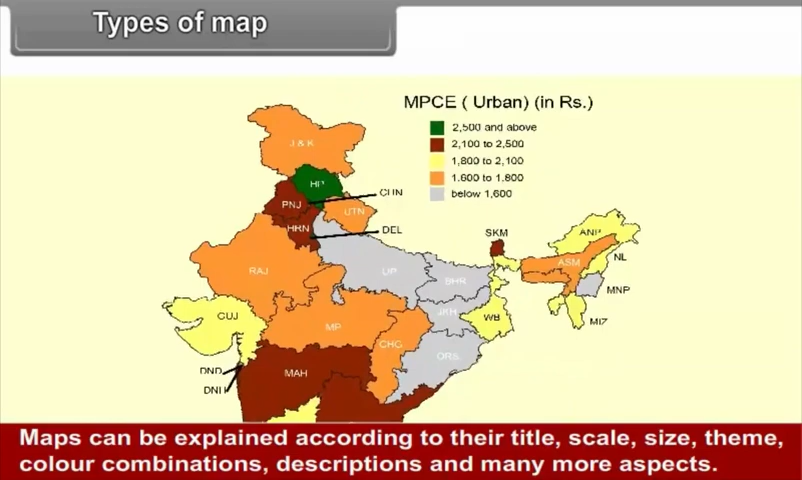 Types of map
MPCE ( Urban) (in Rs.)
2,500 and above
2,100 to 2,500
1,800 to 2,100
1.600 to 1.800
below 1,600
J & K
HP
CHN
PNJ
UTN
HRN
DEL
SKM
ANP
NL
ASM
RAJ
UP
BHR
MNP
GUJ
JKH
WB
MIZ
MP
CHG
ORS
DND
MAH
DNH
Maps can be explained according to their title, scale, size, theme,
colour combinations, descriptions and many more aspects.